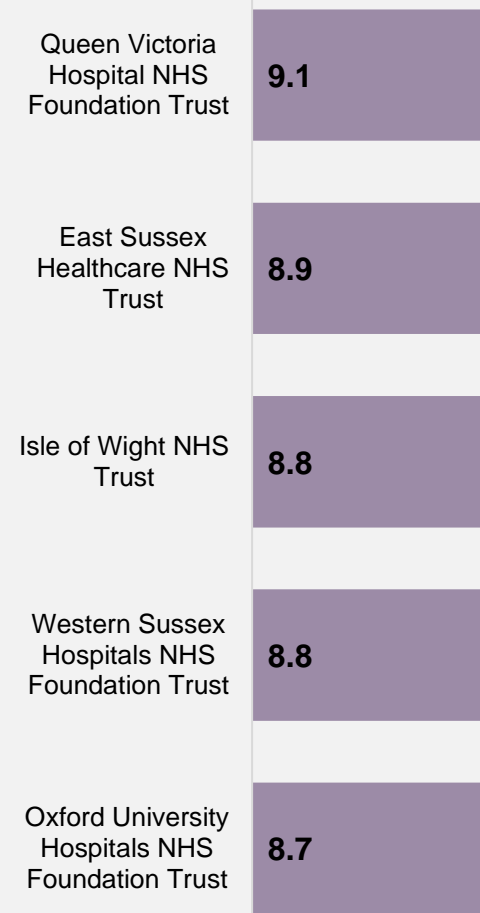 Queen Victoria
Hospital NHS
Foundation Trust
9.1
East Sussex
Healthcare NHS
Trust
8.9
Isle of Wight NHS
Trust
8.8
Western Sussex
Hospitals NHS
Foundation Trust
8.8
Oxford University
Hospitals NHS
Foundation Trust
8.7